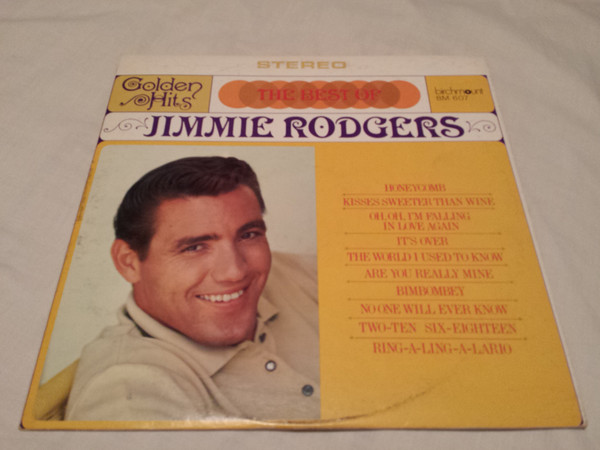 STEREO
Golden
Hits
THE BEST OF
birchmount
BM 607
JIMMIE RODGERS
HONEYCOMB
KISSES SWEETER THAN WINE
OH, OH, I'M FALLING
IN LOVE AGAIN
IT'S OVER
THE WORLD I USED TO KNOW
ARE YOU REALLY MINE
BIMBOMBEY
NO ONE WILL EVER KNOW
TWO-TEN SIX-EIGHTEEN
RING-A-LING-A-LARIO